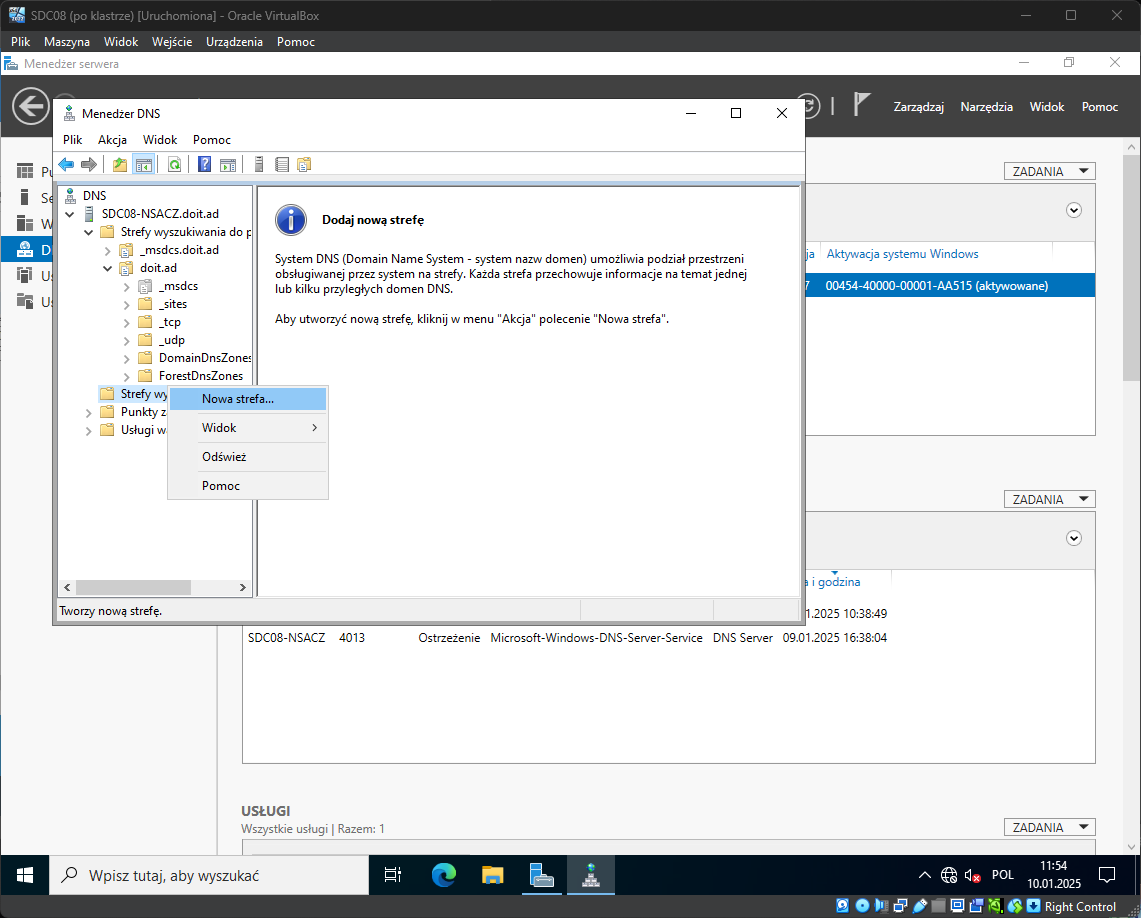 SDC08 (po klastrze) [Uruchomiona] - Oracle VirtualBox
Plik Maszyna Widok Wejście Urządzenia Pomoc
Menedżer serwera
Zarządzaj Narzędzia Widok Pomoc
Menedżer DNS
Plik Akcja Widok Pomoc
DNS
SDC08-NSACZ.doit.ad
Strefy wyszukiwania do p
_msdcs.doit.ad
doit.ad
_msdcs
_sites
_tcp
_udp
DomainDnsZones
ForestDnsZones
Strefy wy
Punkty z
Usługi w
Nowa strefa...
Widok
Odśwież
Pomoc
Dodaj nową strefę
System DNS (Domain Name System - system nazw domen) umożliwia podział przestrzeni
obsługiwanej przez system na strefy. Każda strefa przechowuje informacje na temat jednej
lub kilku przyległych domen DNS.
Aby utworzyć nową strefę, kliknij w menu "Akcja" polecenie "Nowa strefa".
Tworzy nową strefę.
Pu
Se
W
D
Us
Us
ZADANIA
ja Aktywacja systemu Windows
7 00454-40000-00001-AA515 (aktywowane)
ZADANIA
a i godzina
1.2025 10:38:49
SDC08-NSACZ 4013 Ostrzeżenie Microsoft-Windows-DNS-Server-Service DNS Server 09.01.2025 16:38:04
USŁUGI
Wszystkie usługi | Razem: 1
ZADANIA
Wpisz tutaj, aby wyszukać
POL
11:54
10.01.2025
Right Control